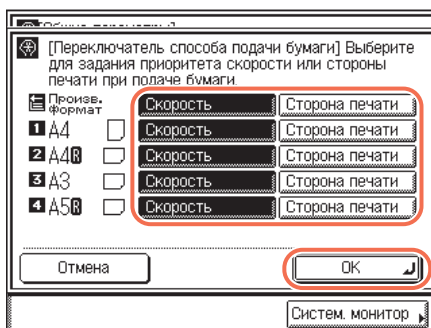 [Общие параметры]
[Переключатель способа подачи бумаги] Выберите
для задания приоритета скорости или стороны
печати при подаче бумаги.
Произв.
Формат
Скорость Сторона печати
1 A4 Скорость Сторона печати
2 A4R Скорость Сторона печати
3 A3 Скорость Сторона печати
4 A5R Скорость Сторона печати
Отмена OK
Систем. монитор